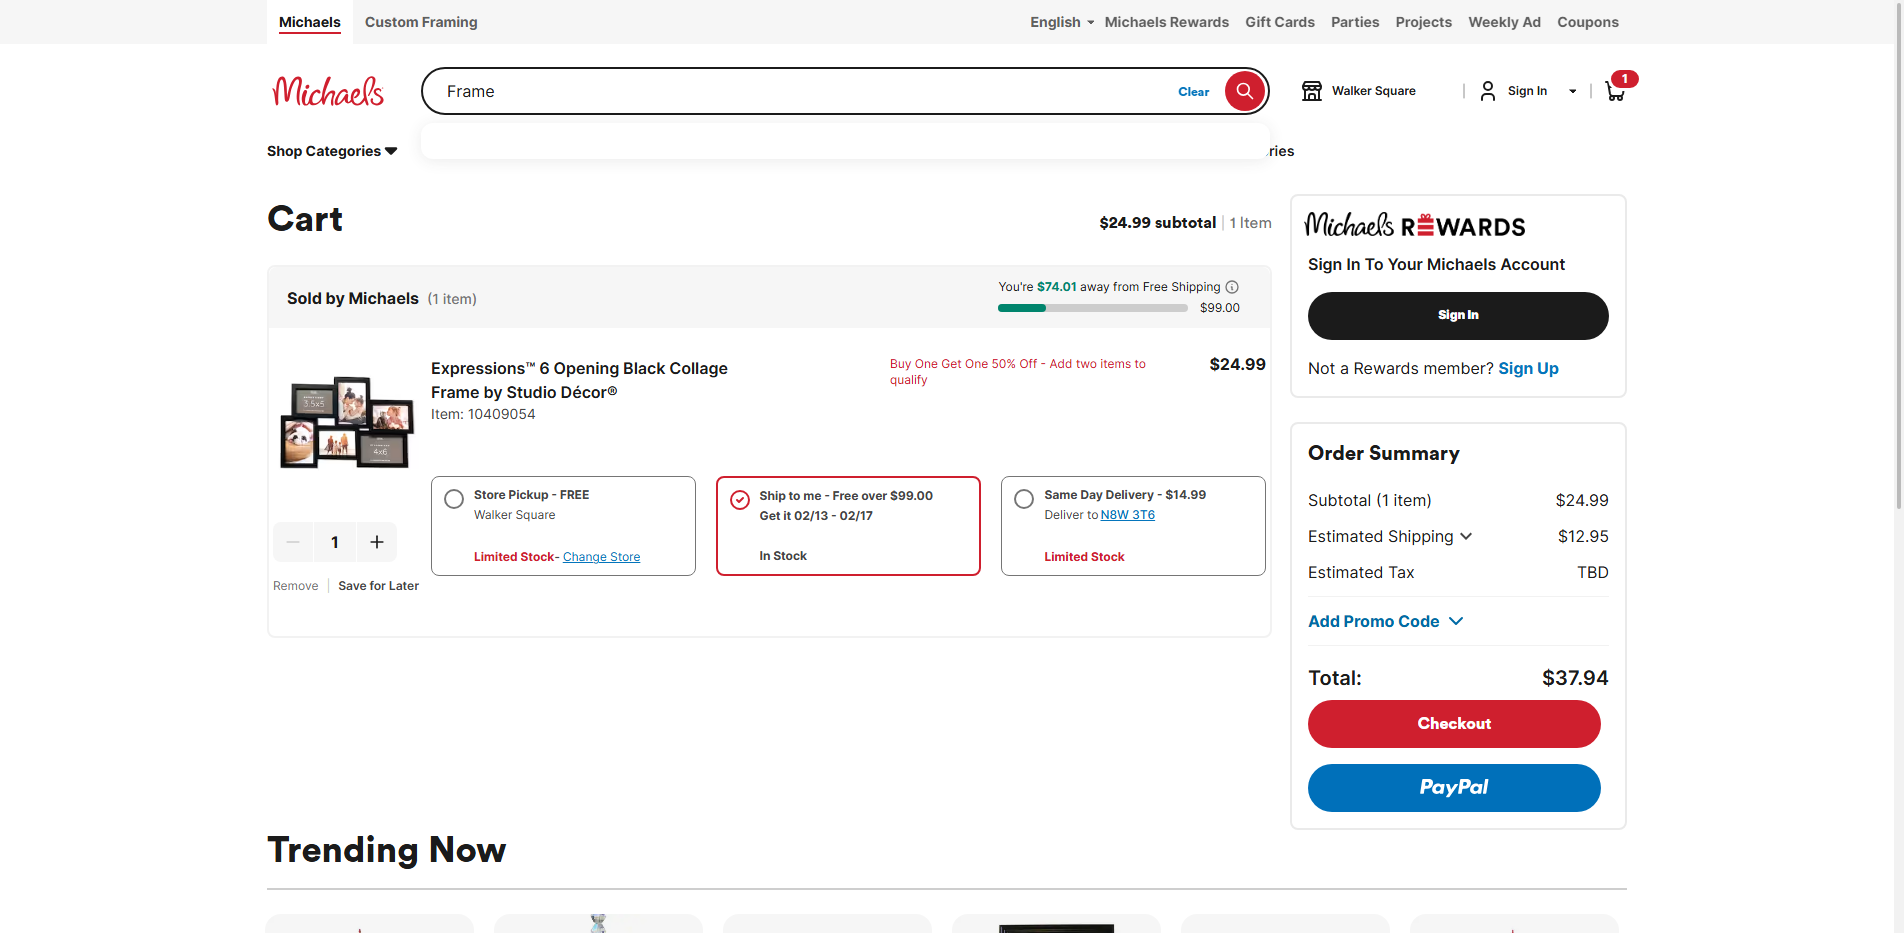 Michaels
Custom Framing
English
Michaels Rewards
Gift Cards
Parties
Projects
Weekly Ad
Coupons
Michaels
Frame
Clear
Walker Square
Sign In
1
Shop Categories
ries
Cart
$24.99 subtotal
1 Item
Sold by Michaels (1 item)
You're $74.01 away from Free Shipping
$99.00
3.5x5
4x6
Expressions™ 6 Opening Black Collage
Frame by Studio Décor®
Item: 10409054
Buy One Get One 50% Off - Add two items to
qualify
$24.99
Store Pickup - FREE
Walker Square
Limited Stock- Change Store
Ship to me - Free over $99.00
Get it 02/13 - 02/17
In Stock
Same Day Delivery - $14.99
Deliver to N8W 3T6
Limited Stock
1
Remove
Save for Later
Michaels REWARDS
Sign In To Your Michaels Account
Sign In
Not a Rewards member? Sign Up
Order Summary
Subtotal (1 item)
$24.99
Estimated Shipping
$12.95
Estimated Tax
TBD
Add Promo Code
Total:
$37.94
Checkout
PayPal
Trending Now